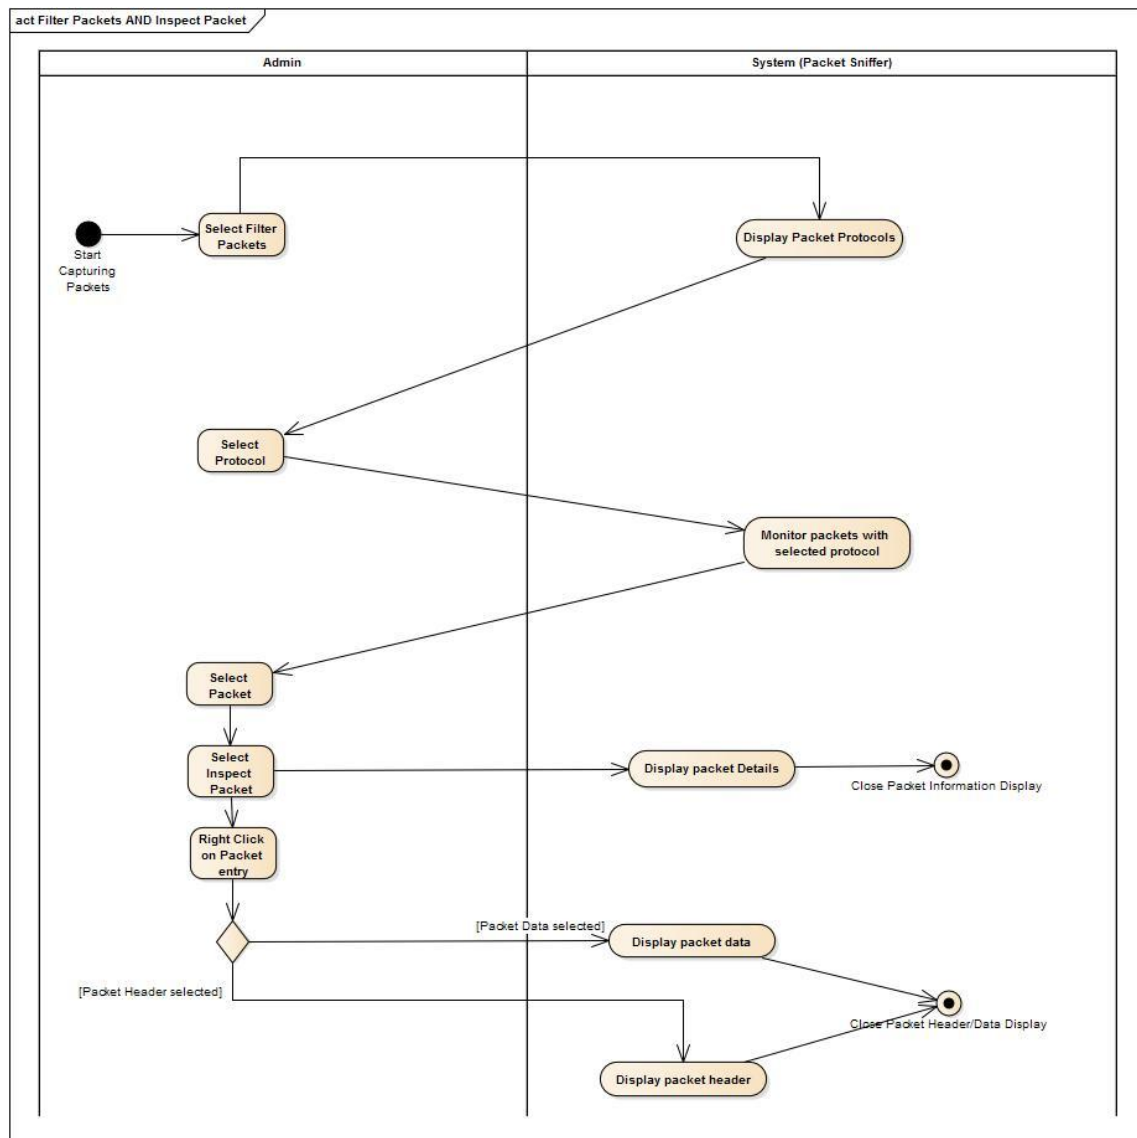 act Filter Packets AND Inspect Packet
Admin
System (Packet Sniffer)
Select Filter
Packets
Display Packet Protocols
Start
Capturing
Packets
Select
Protocol
Monitor packets with
selected protocol
Select
Packet
Select
Inspect
Packet
Display packet Details
Close Packet Information Display
Right Click
on Packet
entry
[Packet Data selected]
Display packet data
[Packet Header selected]
Close Packet Header/Data Display
Display packet header